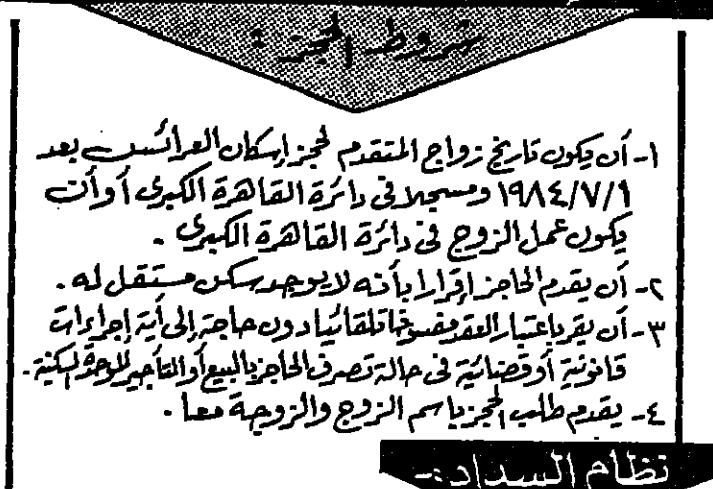 شروط الحجز :
١- أن يكون تاريخ زواج المتقدم لحجز إسكان العرائس بعد
١٩٨٤/٧/١ ومسجلا فى دائرة القاهرة الكبرى أو أن
يكون عمل الزوج فى دائرة القاهرة الكبرى .
٢- أن يقدم الحاجز إقرارا بأنه لا يوجد سكن مستقل له .
٣- أن يقر باعتبار العقد مفسوخا تلقائيا دون حاجة إلى أية إجراءات
قانونية أو قضائية فى حالة تصرف الحاجز بالبيع أو التأجير للوحدة السكنية .
٤- يقدم طلب الحجز باسم الزوج والزوجة معا .
نظام السداد :-